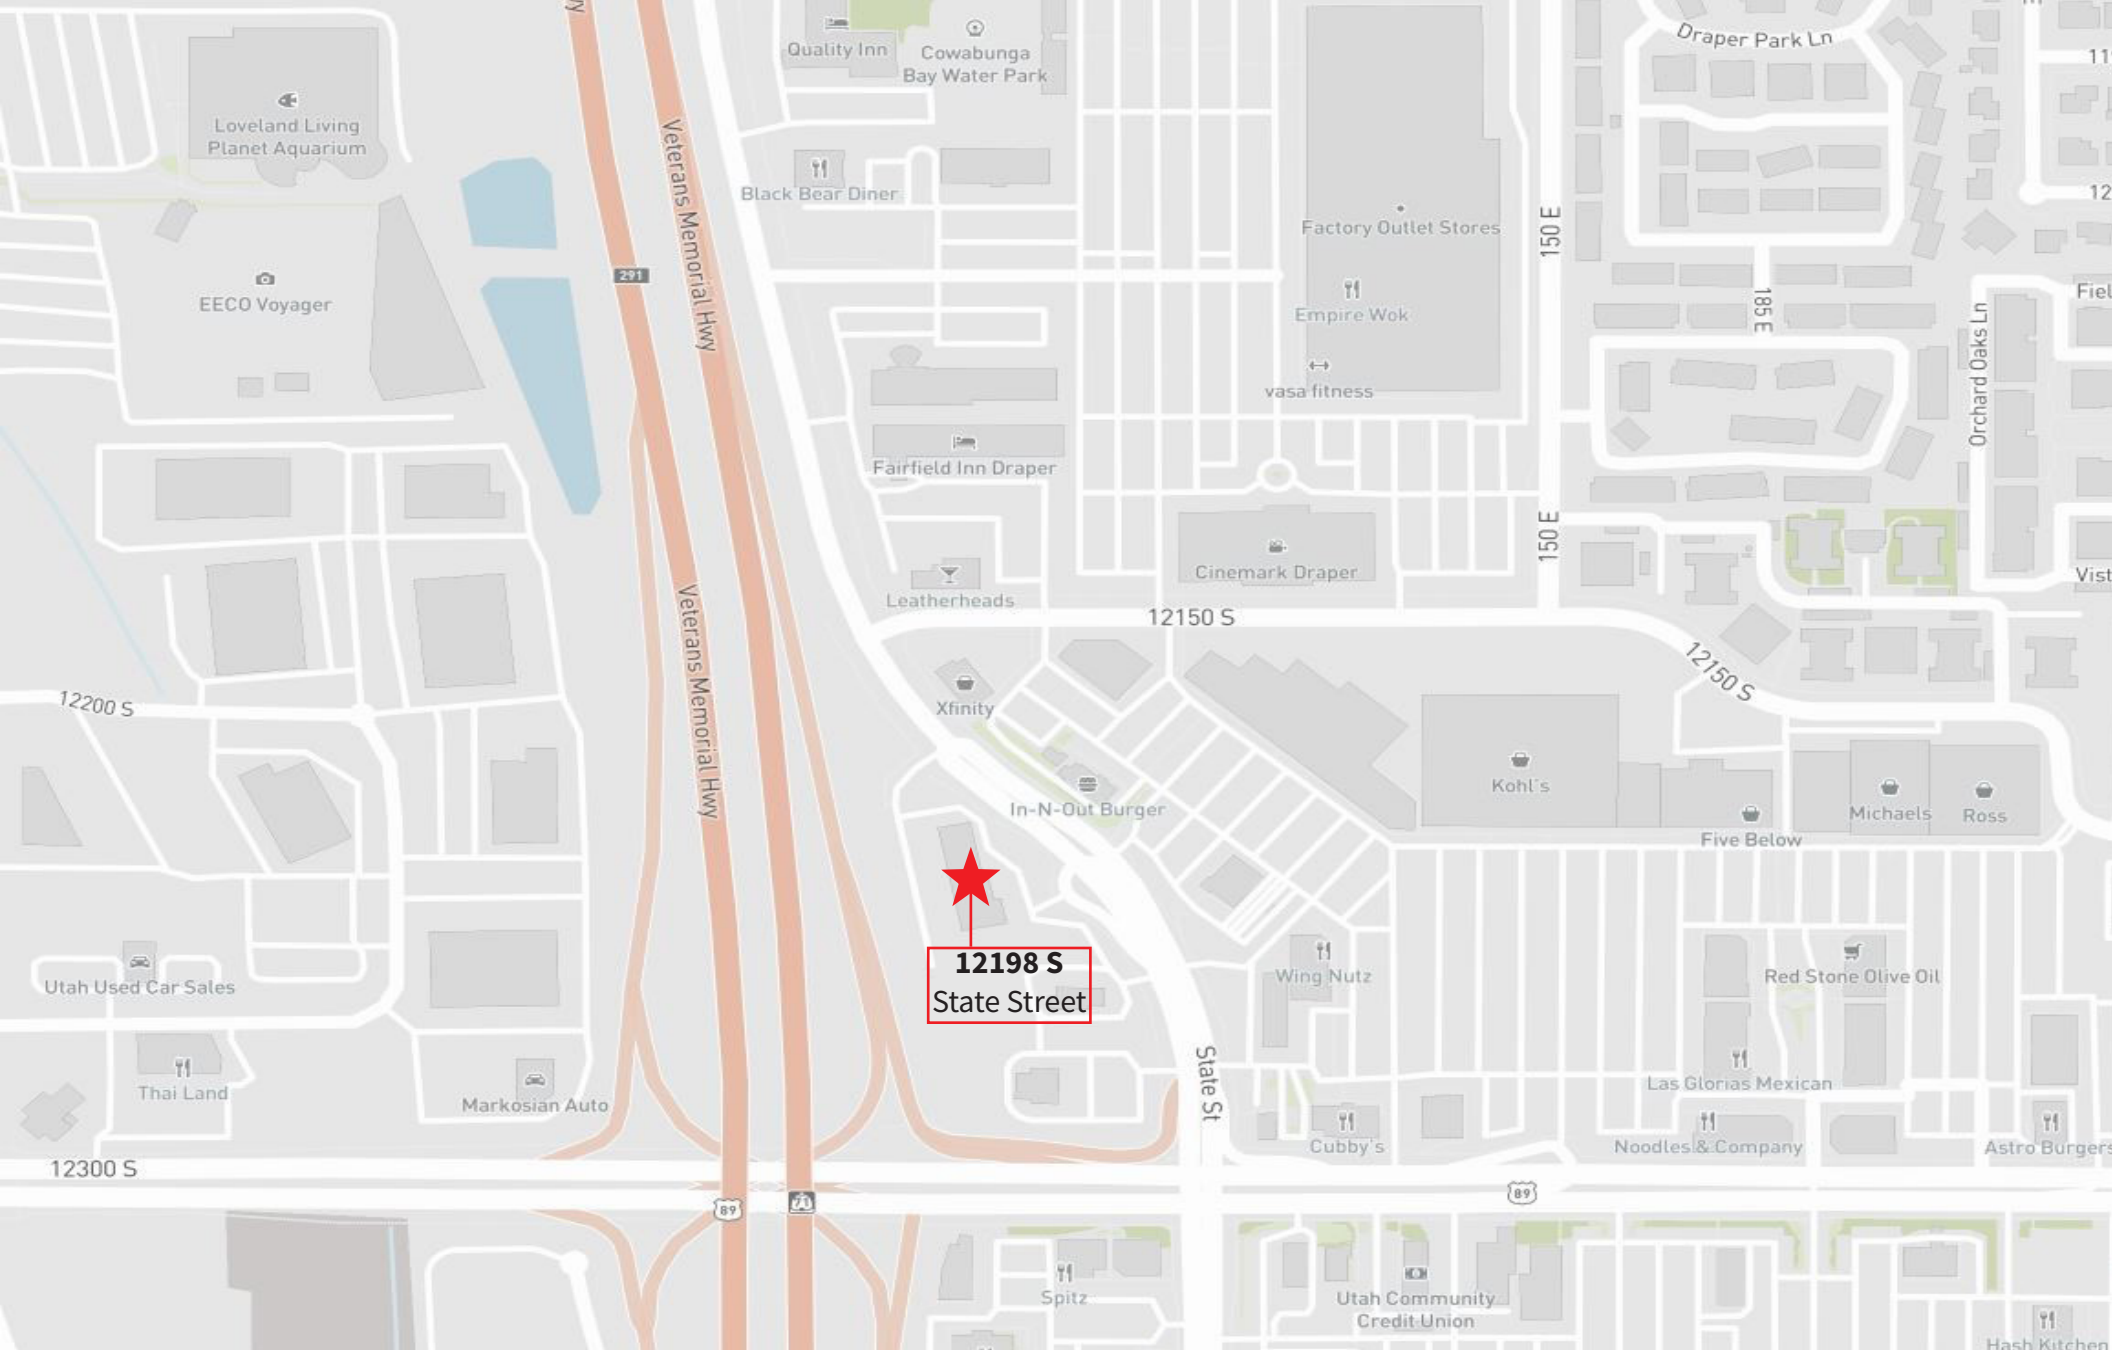 Quality Inn
Cowabunga
Bay Water Park
Draper Park Ln
Loveland Living
Planet Aquarium
Veterans Memorial Hwy
Black Bear Diner
Factory Outlet Stores
150 E
12
291
EECO Voyager
Empire Wok
185 E
Orchard Oaks Ln
vasa fitness
Fairfield Inn Draper
Cinemark Draper
150 E
Leatherheads
12150 S
Veterans Memorial Hwy
12150 S
12200 S
Xfinity
In-N-Out Burger
Kohl's
Five Below
Michaels
Ross
12198 S
State Street
Utah Used Car Sales
Wing Nutz
Red Stone Olive Oil
Thai Land
Markosian Auto
State St
Las Glorias Mexican
Cubby's
Noodles & Company
Astro Burgers
12300 S
89
71
89
Spitz
Utah Community
Credit Union
Hash Kitchen